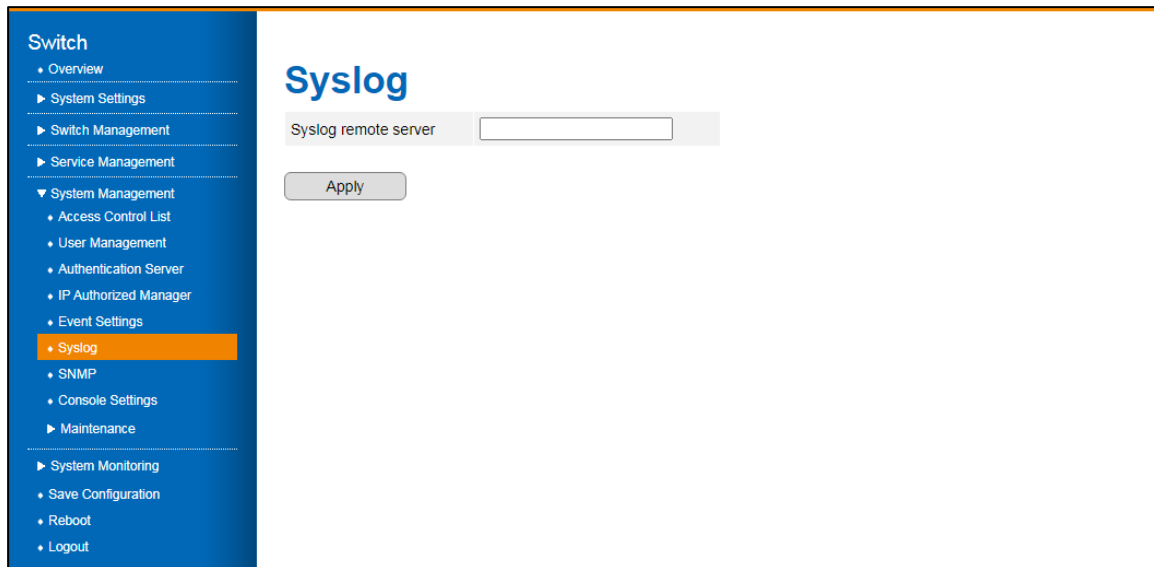 Switch
Overview
System Settings
Switch Management
Service Management
System Management
Access Control List
User Management
Authentication Server
IP Authorized Manager
Event Settings
Syslog
SNMP
Console Settings
Maintenance
System Monitoring
Save Configuration
Reboot
Logout
Syslog
Syslog remote server
Apply